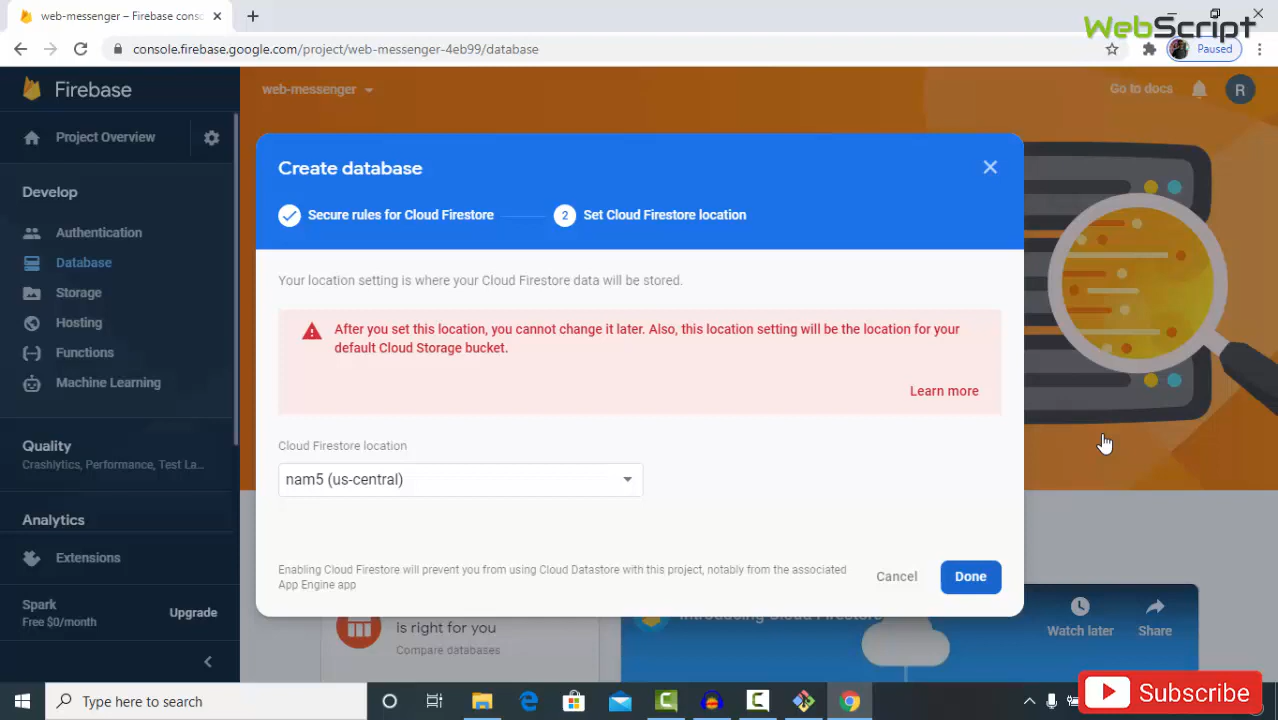 web-messenger – Firebase cons
WebScript
console.firebase.google.com/project/web-messenger-4eb99/database
Paused
Firebase
web-messenger
Go to docs
R
Project Overview
Develop
Authentication
Database
Storage
Hosting
Functions
Machine Learning
Quality
Crashlytics, Performance, Test La...
Analytics
Extensions
Spark
Free $0/month
Upgrade
Create database
Secure rules for Cloud Firestore
2
Set Cloud Firestore location
Your location setting is where your Cloud Firestore data will be stored.
After you set this location, you cannot change it later. Also, this location setting will be the location for your
default Cloud Storage bucket.
Learn more
Cloud Firestore location
nam5 (us-central)
Enabling Cloud Firestore will prevent you from using Cloud Datastore with this project, notably from the associated
App Engine app
Cancel
Done
is right for you
Compare databases
Introducing Cloud Firestore
Watch later
Share
Type here to search
Subscribe